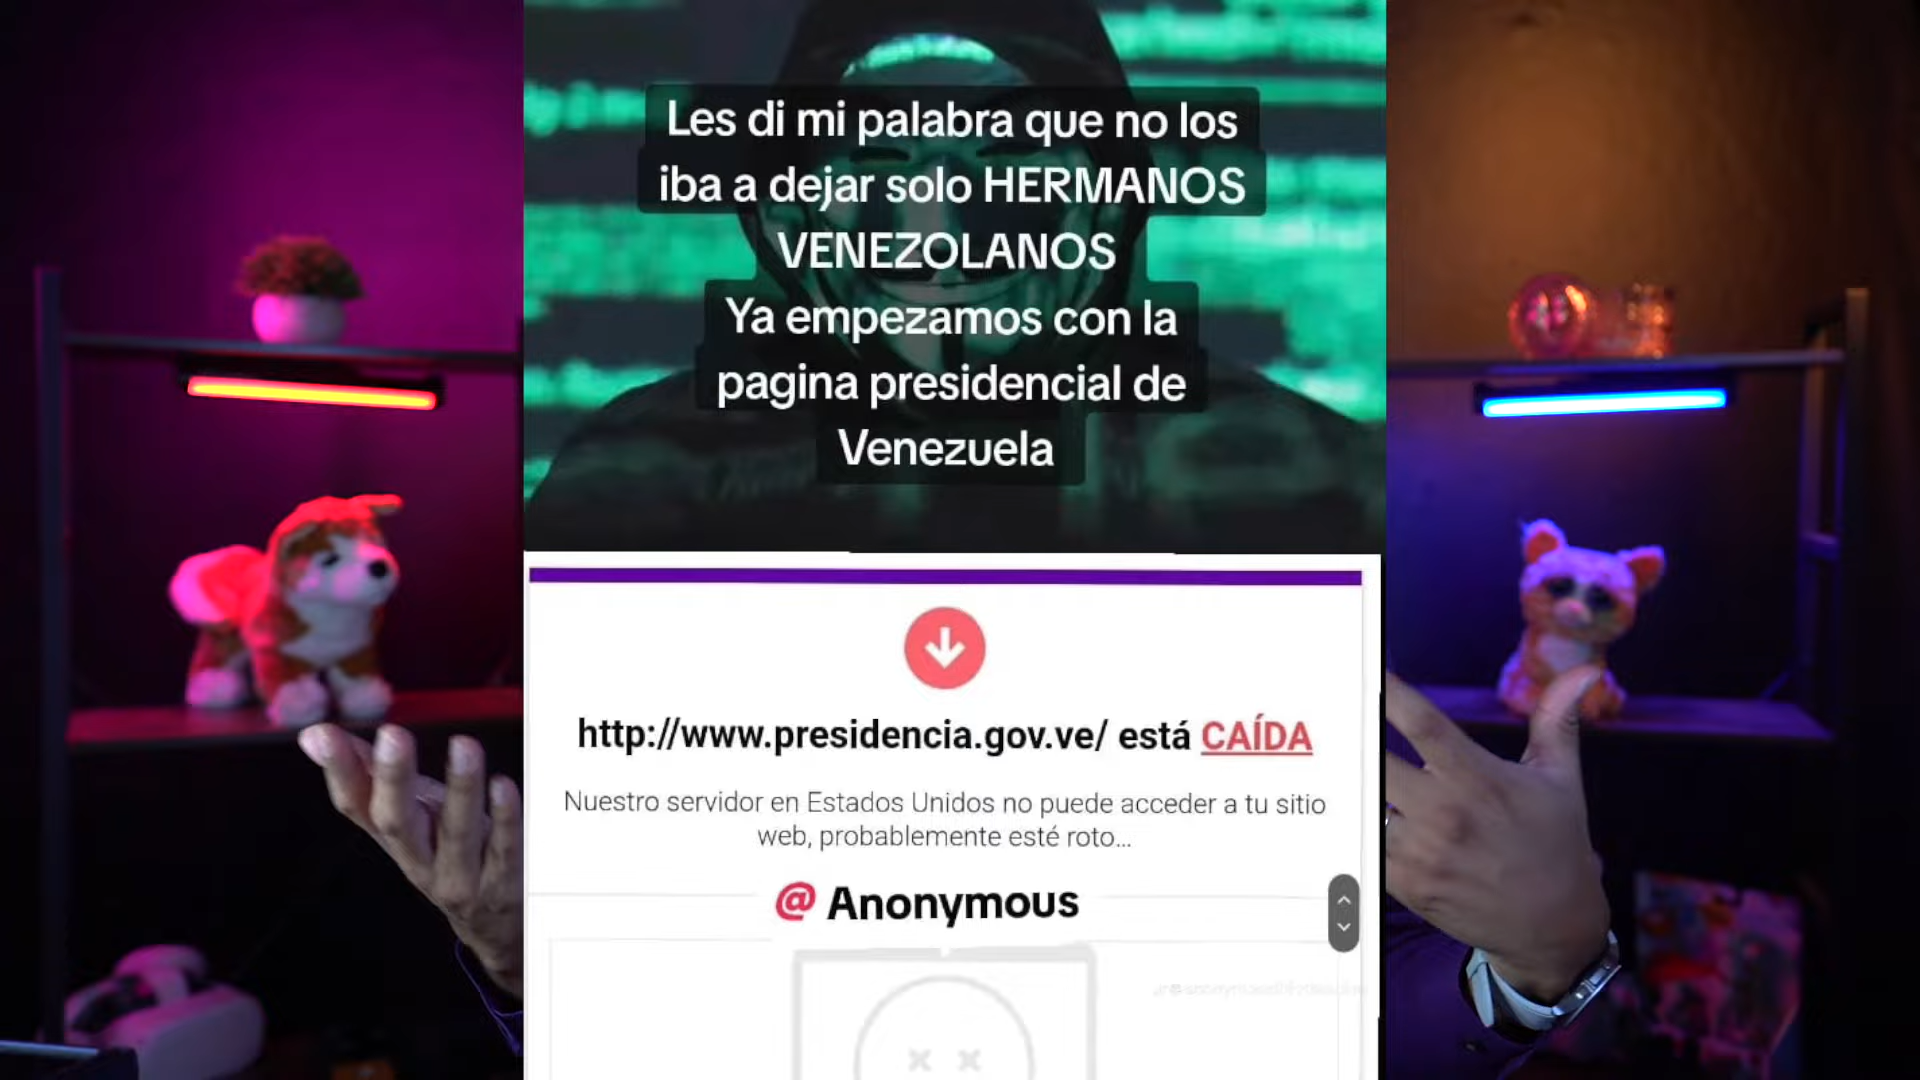 Les di mi palabra que no los
iba a dejar solo HERMANOS
VENEZOLANOS
Ya empezamos con la
pagina presidencial de
Venezuela
http://www.presidencia.gov.ve/ está CAÍDA
Nuestro servidor en Estados Unidos no puede acceder a tu sitio
web, probablemente esté roto...
@ Anonymous